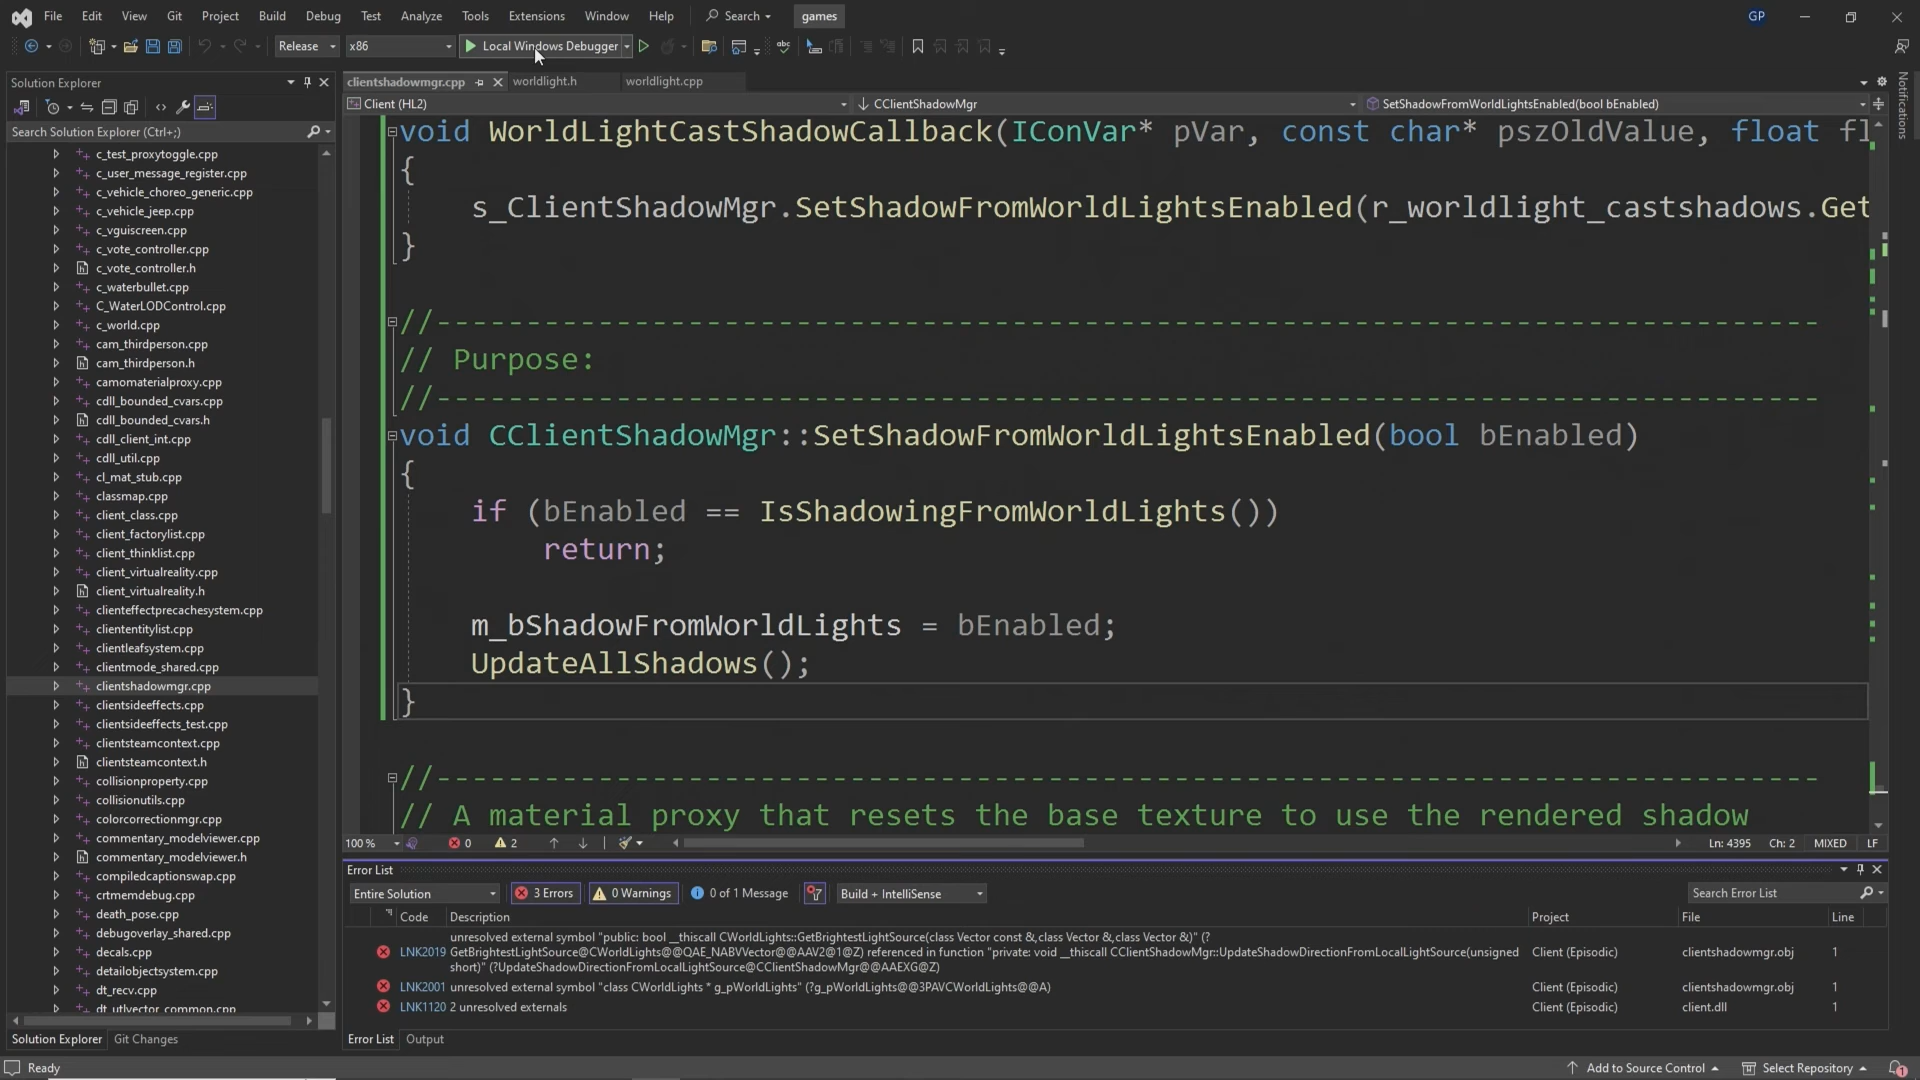 File Edit View Git Project Build Debug Test Analyze Tools Extensions Window Help Search games GP
Release x86 Local Windows Debugger
Solution Explorer
Search Solution Explorer (Ctrl+;)
c_test_proxytoggle.cpp
c_user_message_register.cpp
c_vehicle_choreo_generic.cpp
c_vehicle_jeep.cpp
c_vguiscreen.cpp
c_vote_controller.cpp
c_vote_controller.h
c_waterbullet.cpp
C_WaterLODControl.cpp
c_world.cpp
cam_thirdperson.cpp
cam_thirdperson.h
camomaterialproxy.cpp
cdll_bounded_cvars.cpp
cdll_bounded_cvars.h
cdll_client_int.cpp
cdll_util.cpp
cl_mat_stub.cpp
classmap.cpp
client_class.cpp
client_factorylist.cpp
client_thinklist.cpp
client_virtualreality.cpp
client_virtualreality.h
clienteffectprecachesystem.cpp
cliententitylist.cpp
clientleafsystem.cpp
clientmode_shared.cpp
clientshadowmgr.cpp
clientsideeffects.cpp
clientsideeffects_test.cpp
clientsteamcontext.cpp
clientsteamcontext.h
collisionproperty.cpp
collisionutils.cpp
colorcorrectionmgr.cpp
commentary_modelviewer.cpp
commentary_modelviewer.h
compiledcaptionswap.cpp
crtmemdebug.cpp
death_pose.cpp
debugoverlay_shared.cpp
decals.cpp
detailobjectsystem.cpp
dt_recv.cpp
dt_utlvector_common.cpp
Solution Explorer Git Changes
clientshadowmgr.cpp worldlight.h worldlight.cpp
Client (HL2) CClientShadowMgr SetShadowFromWorldLightsEnabled(bool bEnabled)
void WorldLightCastShadowCallback(IConVar* pVar, const char* pszOldValue, float fl
{
s_ClientShadowMgr.SetShadowFromWorldLightsEnabled(r_worldlight_castshadows.Get
}
//-----------------------------------------------------------------------------
// Purpose:
//-----------------------------------------------------------------------------
void CClientShadowMgr::SetShadowFromWorldLightsEnabled(bool bEnabled)
{
if (bEnabled == IsShadowingFromWorldLights())
return;
m_bShadowFromWorldLights = bEnabled;
UpdateAllShadows();
}
//-----------------------------------------------------------------------------
// A material proxy that resets the base texture to use the rendered shadow
100 % 0 2 Ln: 4395 Ch: 2 MIXED LF
Error List
Entire Solution 3 Errors 0 Warnings 0 of 1 Message Build + IntelliSense Search Error List
Code Description Project File Line
unresolved external symbol "public: bool __thiscall CWorldLights::GetBrightestLightSource(class Vector const &,class Vector &,class Vector &)" (?
LNK2019 GetBrightestLightSource@CWorldLights@@QAE_NABVVector@@AAV2@1@Z) referenced in function "private: void __thiscall CClientShadowMgr::UpdateShadowDirectionFromLocalLightSource(unsigned Client (Episodic) clientshadowmgr.obj 1
short)" (?UpdateShadowDirectionFromLocalLightSource@CClientShadowMgr@@AAEXG@Z)
LNK2001 unresolved external symbol "class CWorldLights * g_pWorldLights" (?g_pWorldLights@@3PAVCWorldLights@@A) Client (Episodic) clientshadowmgr.obj 1
LNK1120 2 unresolved externals Client (Episodic) client.dll 1
Error List Output
Ready Add to Source Control Select Repository 1
Notifications